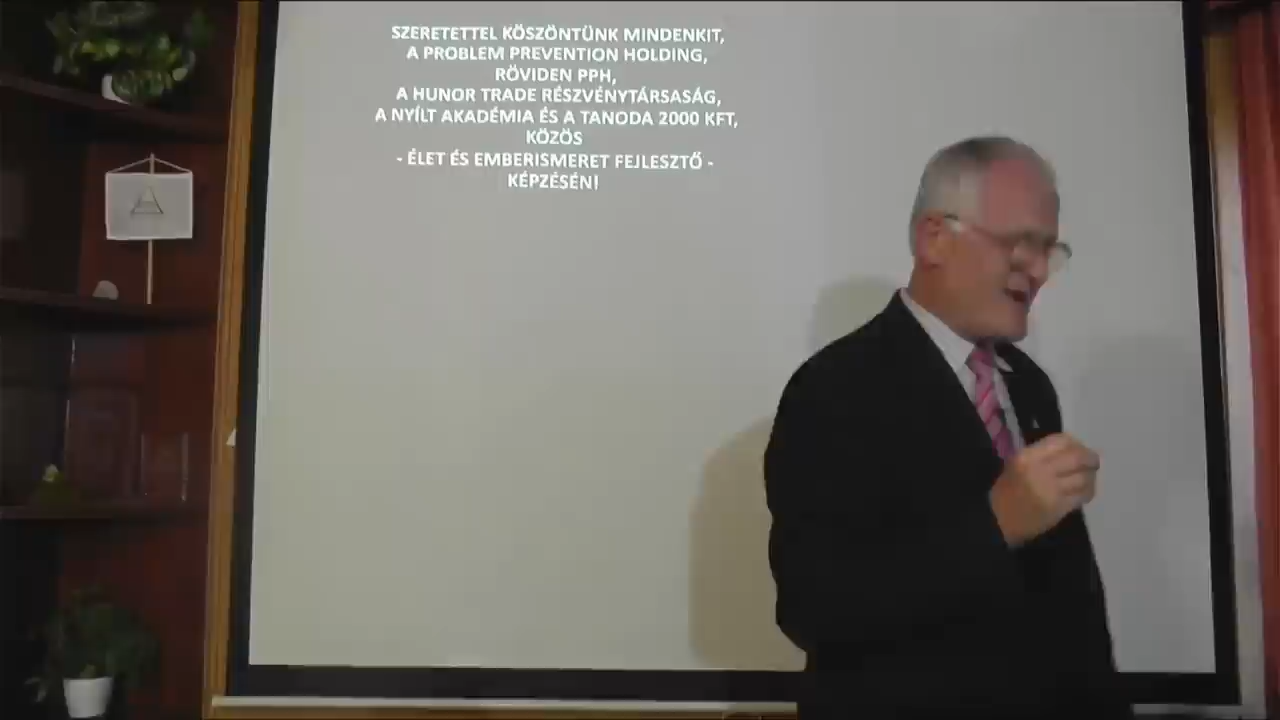 SZERETETTEL KÖSZÖNTÜNK MINDENKIT,
A PROBLEM PREVENTION HOLDING,
RÖVIDEN PPH,
A HUNOR TRADE RÉSZVÉNYTÁRSASÁG,
A NYÍLT AKADÉMIA ÉS A TANODA 2000 KFT,
KÖZÖS
- ÉLET ÉS EMBERISMERET FEJLESZTŐ -
KÉPZÉSÉN!